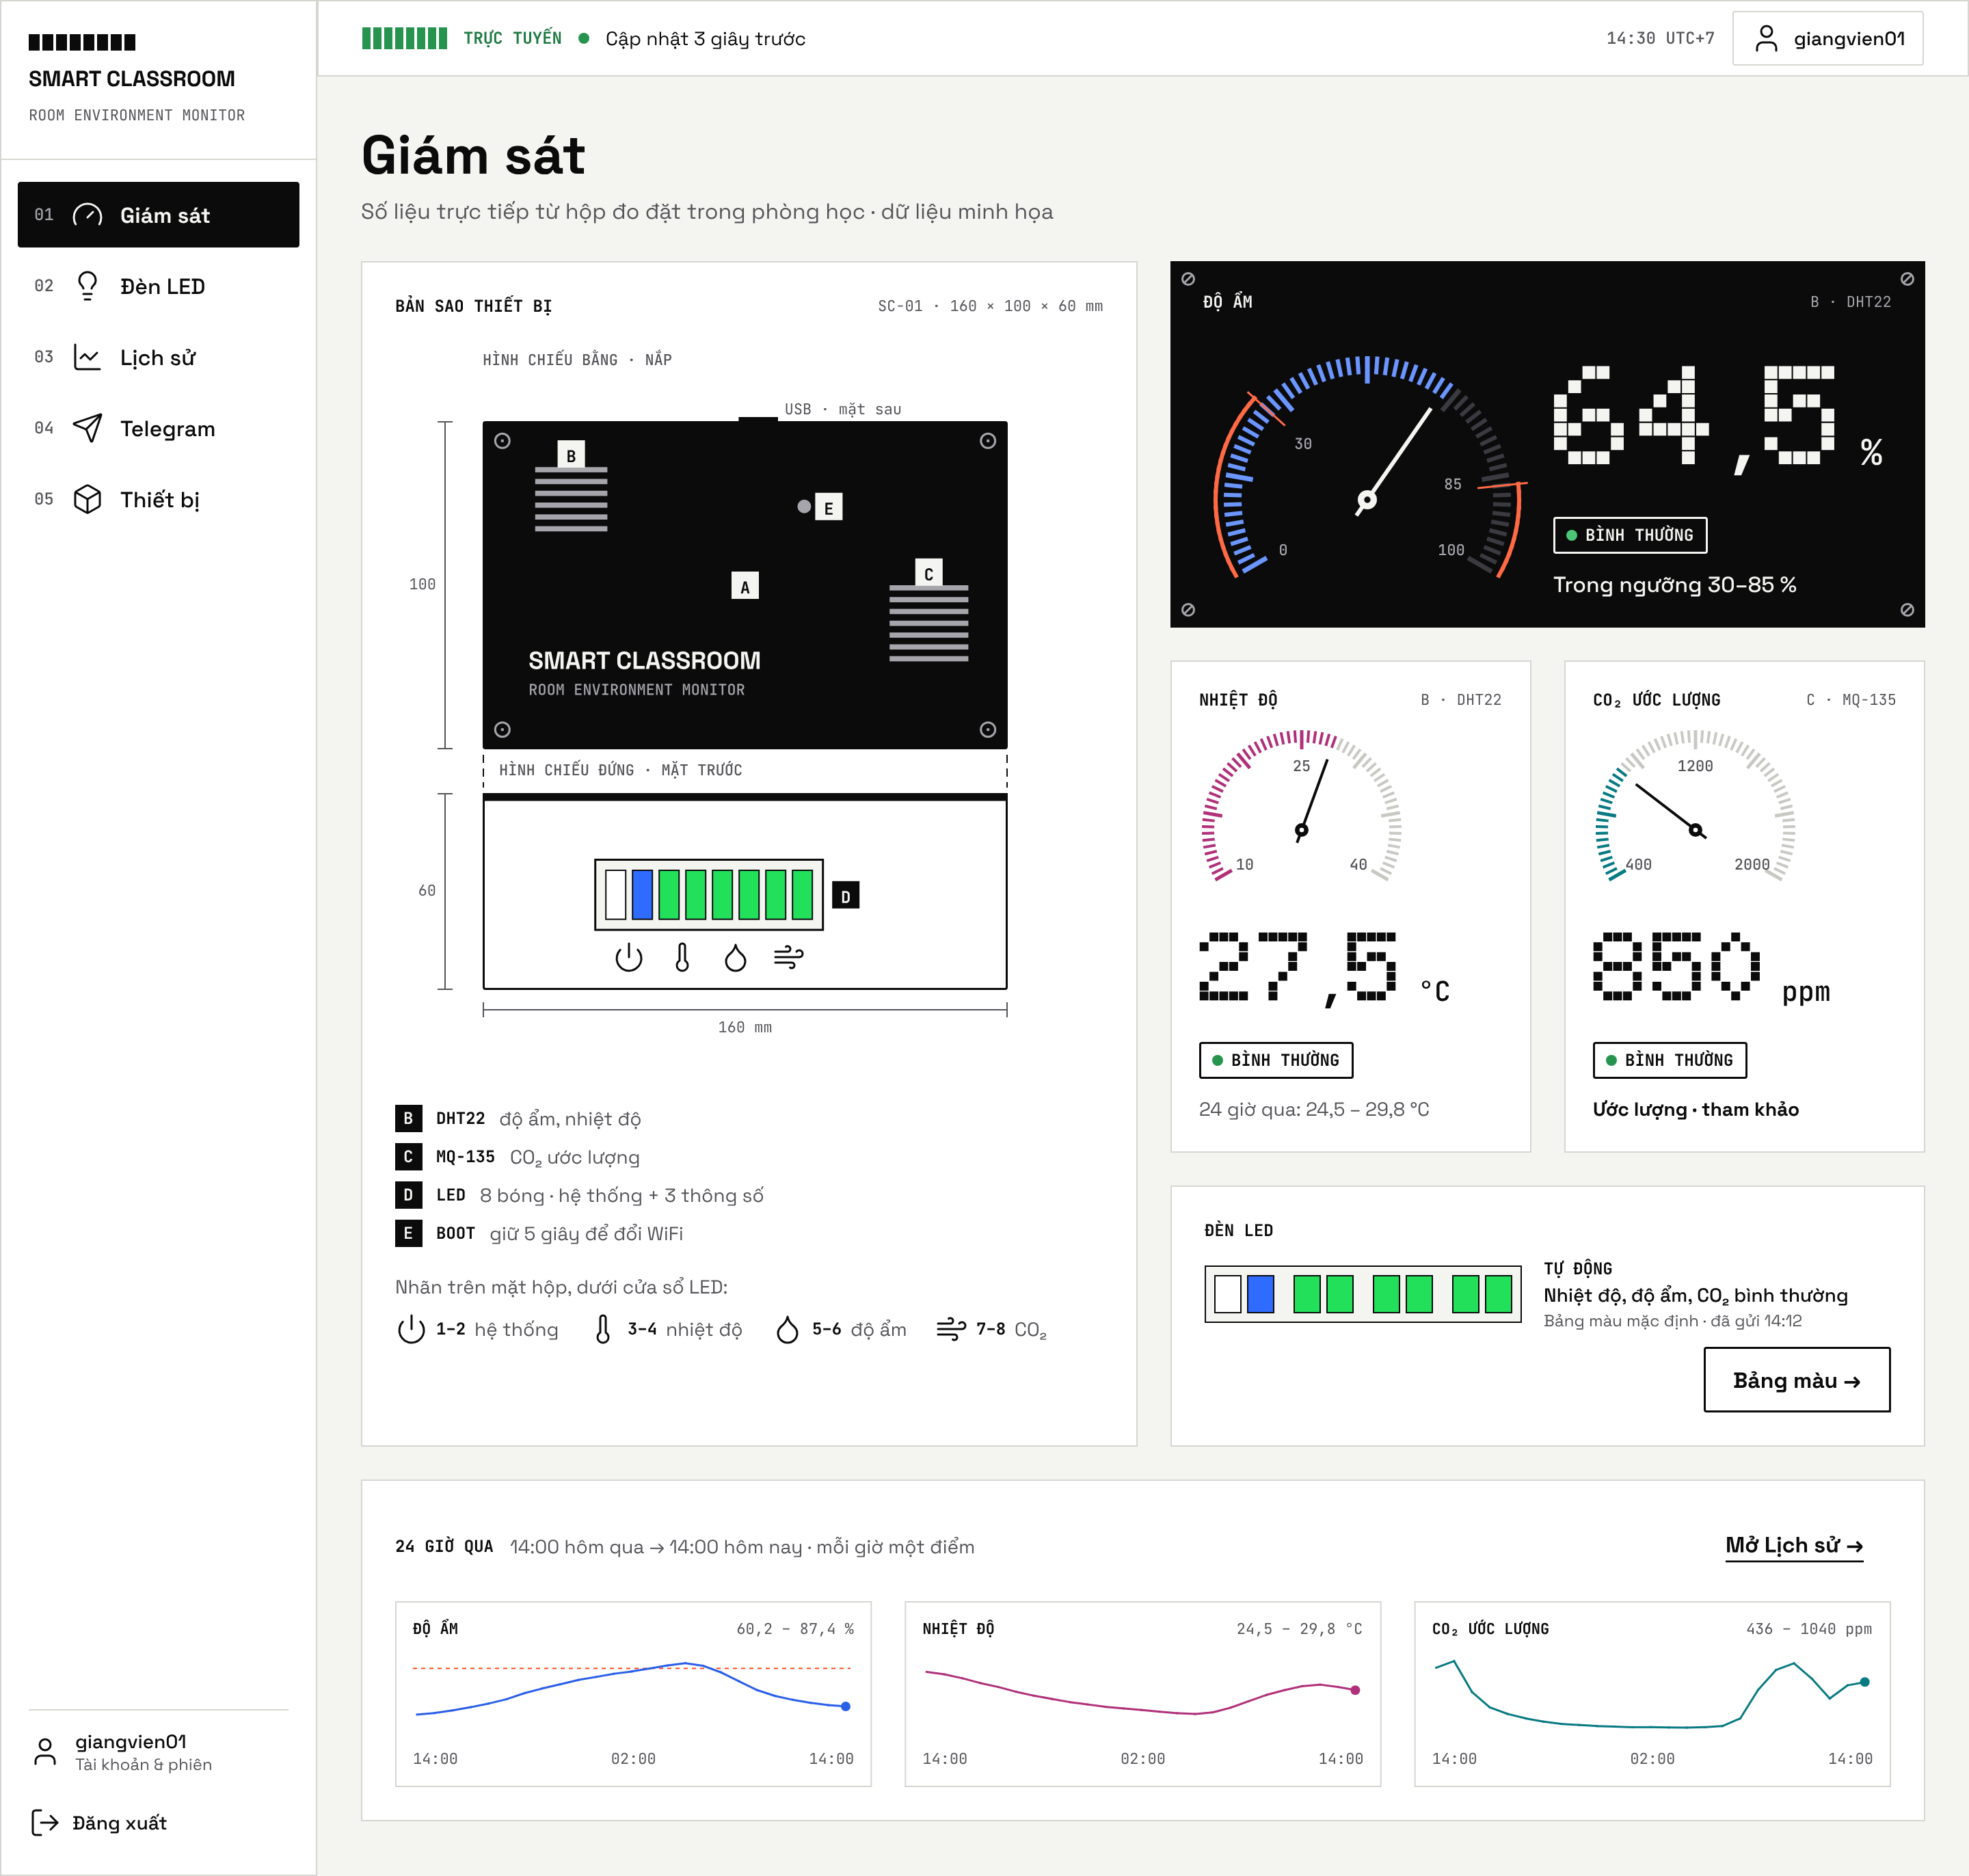 SMART CLASSROOM
ROOM ENVIRONMENT MONITOR
01 Giám sát
02 Đèn LED
03 Lịch sử
04 Telegram
05 Thiết bị
giangvien01
Tài khoản & phiên
Đăng xuất
TRỰC TUYẾN Cập nhật 3 giây trước
14:30 UTC+7 giangvien01
Giám sát
Số liệu trực tiếp từ hộp đo đặt trong phòng học · dữ liệu minh họa
BẢN SAO THIẾT BỊ SC-01 · 160 × 100 × 60 mm
HÌNH CHIẾU BẰNG · NẮP
USB · mặt sau
B
E
A
C
100
SMART CLASSROOM
ROOM ENVIRONMENT MONITOR
HÌNH CHIẾU ĐỨNG · MẶT TRƯỚC
60
D
160 mm
B DHT22 độ ẩm, nhiệt độ
C MQ-135 CO₂ ước lượng
D LED 8 bóng · hệ thống + 3 thông số
E BOOT giữ 5 giây để đổi WiFi
Nhãn trên mặt hộp, dưới cửa sổ LED:
1–2 hệ thống 3–4 nhiệt độ 5–6 độ ẩm 7–8 CO₂
ĐỘ ẨM B · DHT22
0
30
85
100
64,5 %
BÌNH THƯỜNG
Trong ngưỡng 30–85 %
NHIỆT ĐỘ B · DHT22
25
10 40
27,5 °C
BÌNH THƯỜNG
24 giờ qua: 24,5 – 29,8 °C
CO₂ ƯỚC LƯỢNG C · MQ-135
1200
400 2000
850 ppm
BÌNH THƯỜNG
Ước lượng · tham khảo
ĐÈN LED
TỰ ĐỘNG
Nhiệt độ, độ ẩm, CO₂ bình thường
Bảng màu mặc định · đã gửi 14:12
Bảng màu →
24 GIỜ QUA 14:00 hôm qua → 14:00 hôm nay · mỗi giờ một điểm
Mở Lịch sử →
ĐỘ ẨM 60,2 – 87,4 %
14:00 02:00 14:00
NHIỆT ĐỘ 24,5 – 29,8 °C
14:00 02:00 14:00
CO₂ ƯỚC LƯỢNG 436 – 1040 ppm
14:00 02:00 14:00